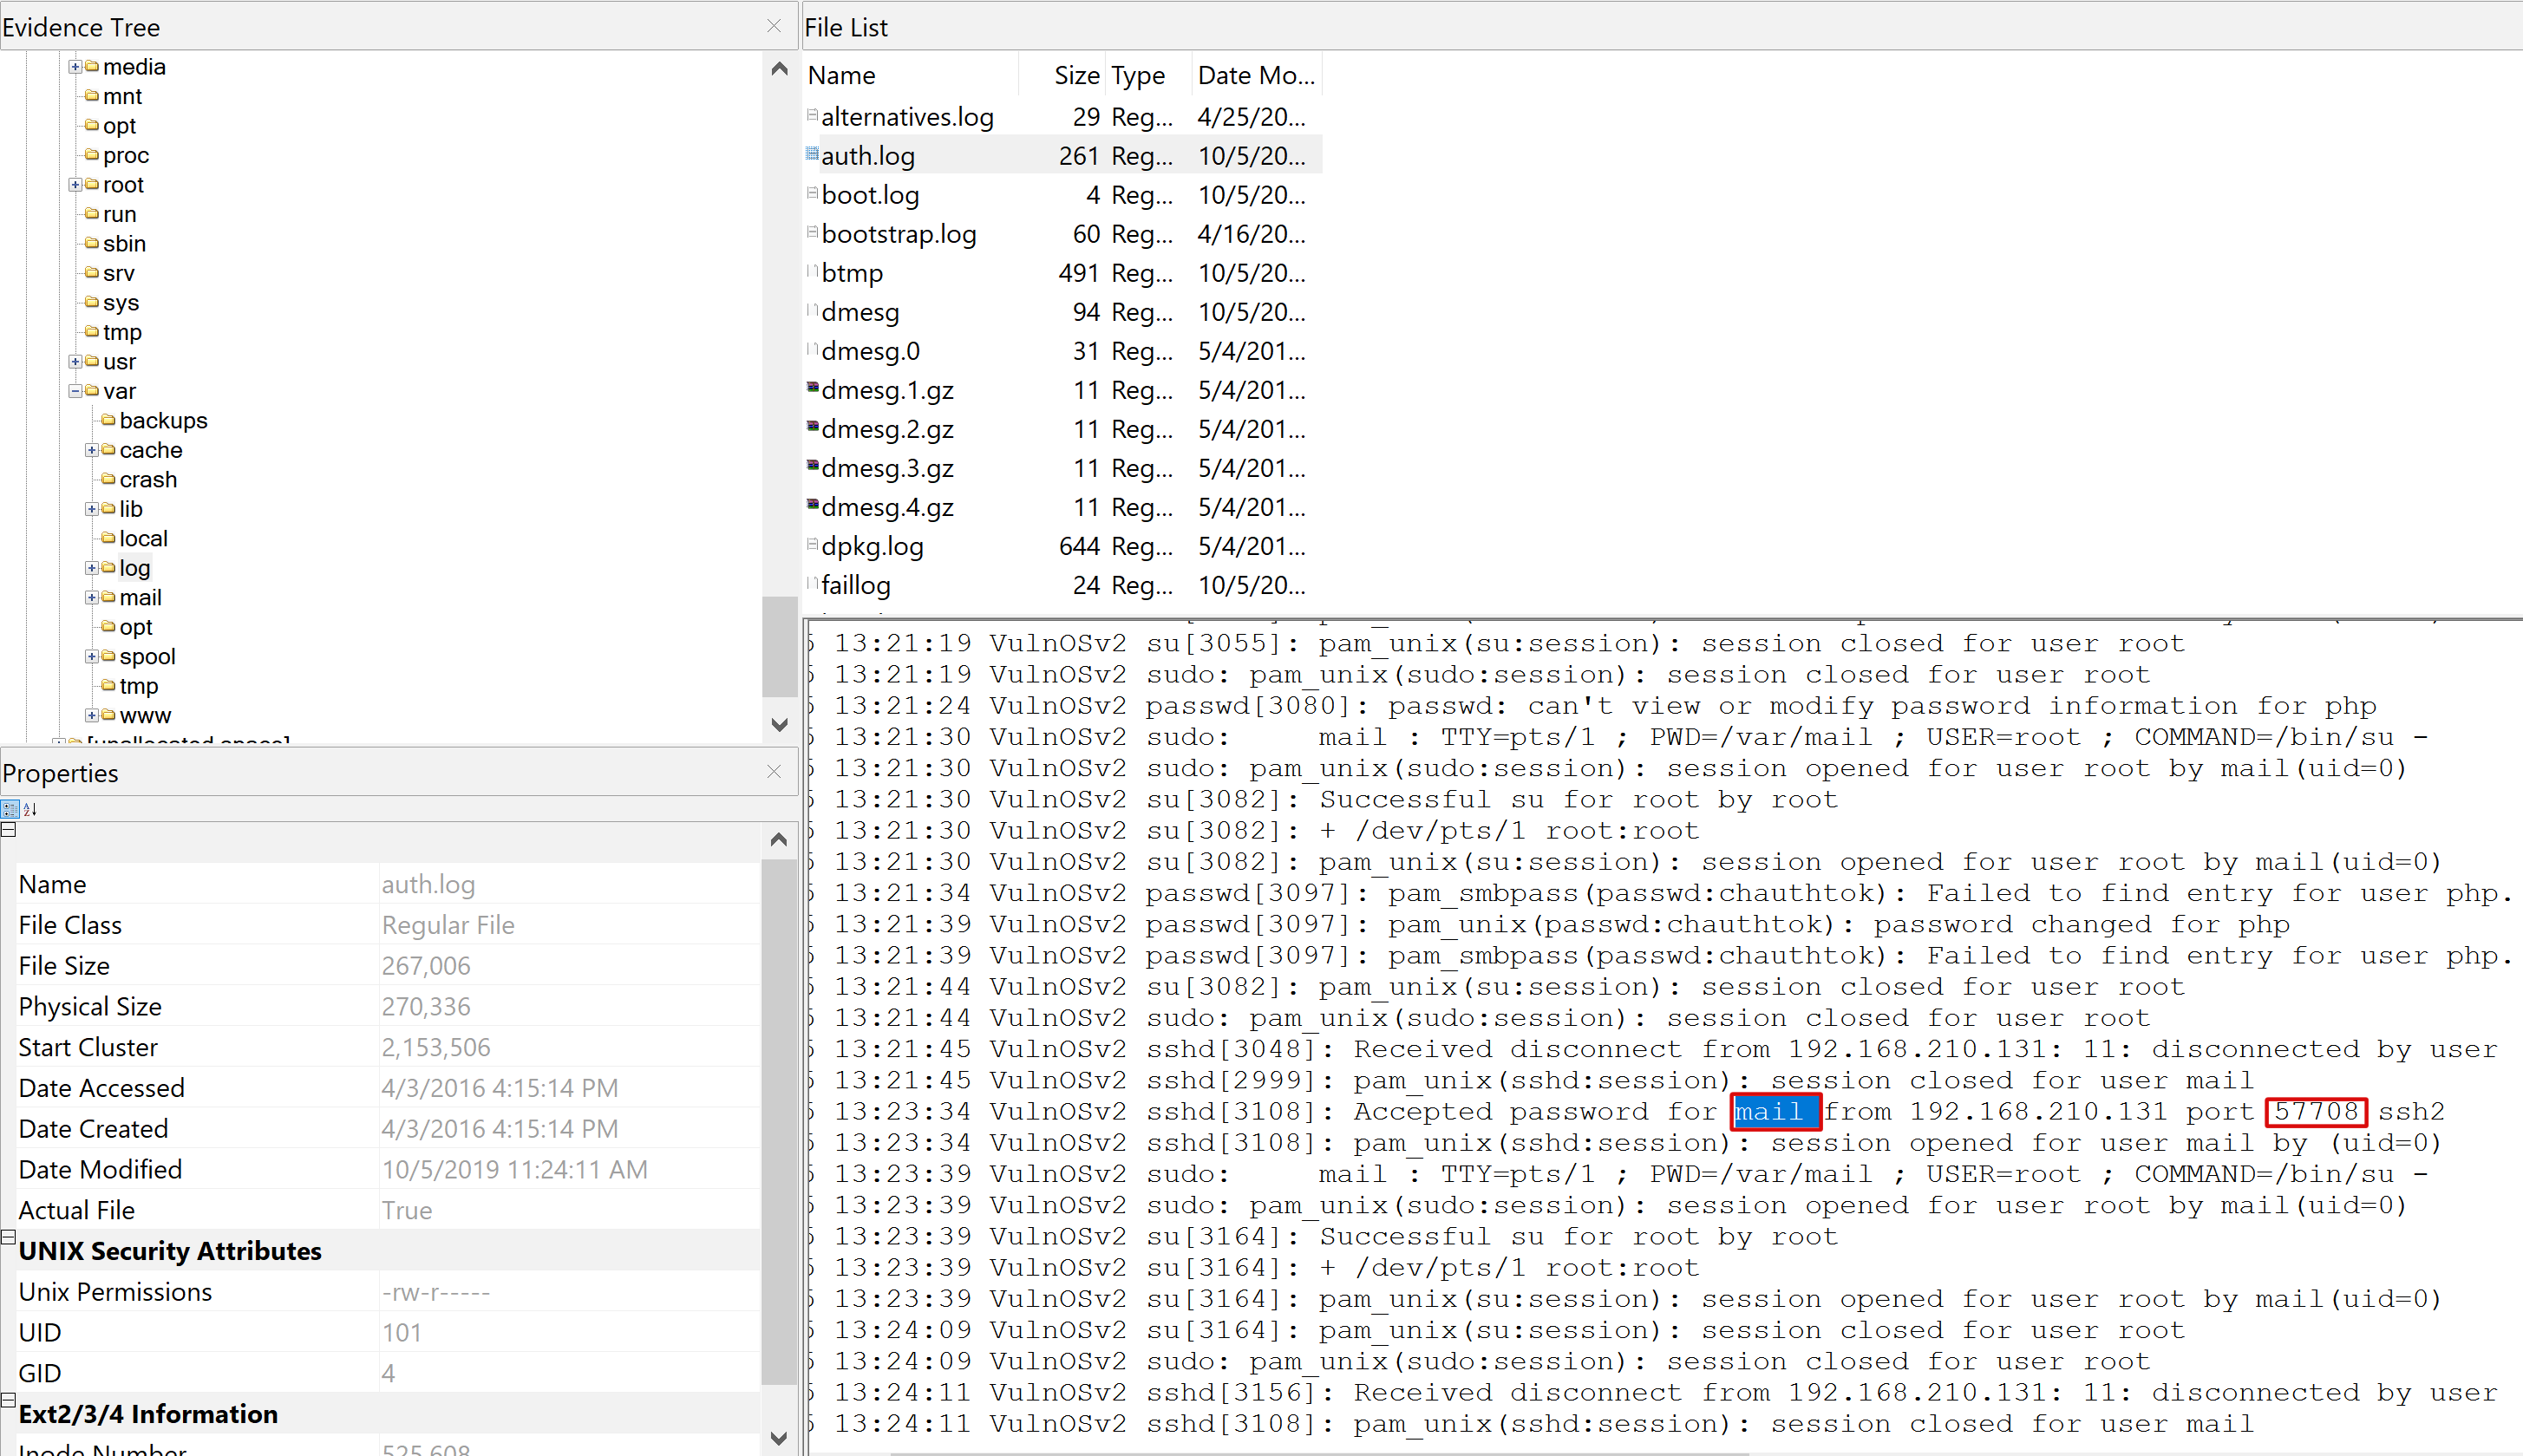 Evidence Tree
media
mnt
opt
proc
root
run
sbin
srv
sys
tmp
usr
var
backups
cache
crash
lib
local
log
mail
opt
spool
tmp
www
[unallocated space]
Properties
Name auth.log
File Class Regular File
File Size 267,006
Physical Size 270,336
Start Cluster 2,153,506
Date Accessed 4/3/2016 4:15:14 PM
Date Created 4/3/2016 4:15:14 PM
Date Modified 10/5/2019 11:24:11 AM
Actual File True
UNIX Security Attributes
Unix Permissions -rw-r-----
UID 101
GID 4
Ext2/3/4 Information
Inode Number 525,608
File List
Name Size Type Date Mo...
alternatives.log 29 Reg... 4/25/20...
auth.log 261 Reg... 10/5/20...
boot.log 4 Reg... 10/5/20...
bootstrap.log 60 Reg... 4/16/20...
btmp 491 Reg... 10/5/20...
dmesg 94 Reg... 10/5/20...
dmesg.0 31 Reg... 5/4/201...
dmesg.1.gz 11 Reg... 5/4/201...
dmesg.2.gz 11 Reg... 5/4/201...
dmesg.3.gz 11 Reg... 5/4/201...
dmesg.4.gz 11 Reg... 5/4/201...
dpkg.log 644 Reg... 5/4/201...
faillog 24 Reg... 10/5/20...
5 13:21:19 VulnOSv2 su[3055]: pam_unix(su:session): session closed for user root
5 13:21:19 VulnOSv2 sudo: pam_unix(sudo:session): session closed for user root
5 13:21:24 VulnOSv2 passwd[3080]: passwd: can't view or modify password information for php
5 13:21:30 VulnOSv2 sudo:     mail : TTY=pts/1 ; PWD=/var/mail ; USER=root ; COMMAND=/bin/su -
5 13:21:30 VulnOSv2 sudo: pam_unix(sudo:session): session opened for user root by mail(uid=0)
5 13:21:30 VulnOSv2 su[3082]: Successful su for root by root
5 13:21:30 VulnOSv2 su[3082]: + /dev/pts/1 root:root
5 13:21:30 VulnOSv2 su[3082]: pam_unix(su:session): session opened for user root by mail(uid=0)
5 13:21:34 VulnOSv2 passwd[3097]: pam_smbpass(passwd:chauthtok): Failed to find entry for user php.
5 13:21:39 VulnOSv2 passwd[3097]: pam_unix(passwd:chauthtok): password changed for php
5 13:21:39 VulnOSv2 passwd[3097]: pam_smbpass(passwd:chauthtok): Failed to find entry for user php.
5 13:21:44 VulnOSv2 su[3082]: pam_unix(su:session): session closed for user root
5 13:21:44 VulnOSv2 sudo: pam_unix(sudo:session): session closed for user root
5 13:21:45 VulnOSv2 sshd[3048]: Received disconnect from 192.168.210.131: 11: disconnected by user
5 13:21:45 VulnOSv2 sshd[2999]: pam_unix(sshd:session): session closed for user mail
5 13:23:34 VulnOSv2 sshd[3108]: Accepted password for mail from 192.168.210.131 port 57708 ssh2
5 13:23:34 VulnOSv2 sshd[3108]: pam_unix(sshd:session): session opened for user mail by (uid=0)
5 13:23:39 VulnOSv2 sudo:     mail : TTY=pts/1 ; PWD=/var/mail ; USER=root ; COMMAND=/bin/su -
5 13:23:39 VulnOSv2 sudo: pam_unix(sudo:session): session opened for user root by mail(uid=0)
5 13:23:39 VulnOSv2 su[3164]: Successful su for root by root
5 13:23:39 VulnOSv2 su[3164]: + /dev/pts/1 root:root
5 13:23:39 VulnOSv2 su[3164]: pam_unix(su:session): session opened for user root by mail(uid=0)
5 13:24:09 VulnOSv2 su[3164]: pam_unix(su:session): session closed for user root
5 13:24:09 VulnOSv2 sudo: pam_unix(sudo:session): session closed for user root
5 13:24:11 VulnOSv2 sshd[3156]: Received disconnect from 192.168.210.131: 11: disconnected by user
5 13:24:11 VulnOSv2 sshd[3108]: pam_unix(sshd:session): session closed for user mail